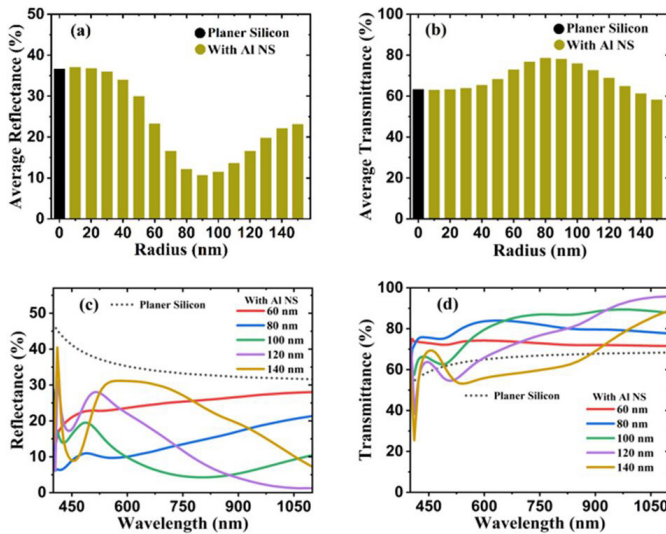 (a)
Planer Silicon
With Al NS
Average Reflectance (%)
50
40
30
20
10
0
0 20 40 60 80 100 120 140
Radius (nm)
(b)
Planer Silicon
With Al NS
Average Transmittance (%)
100
80
60
40
20
0
0 20 40 60 80 100 120 140
Radius (nm)
(c)
Planer Silicon
With Al NS
60 nm
80 nm
100 nm
120 nm
140 nm
Reflectance (%)
50
40
30
20
10
0
450 600 750 900 1050
Wavelength (nm)
(d)
Planer Silicon
With Al NS
60 nm
80 nm
100 nm
120 nm
140 nm
Transmittance (%)
100
80
60
40
20
0
450 600 750 900 1050
Wavelength (nm)